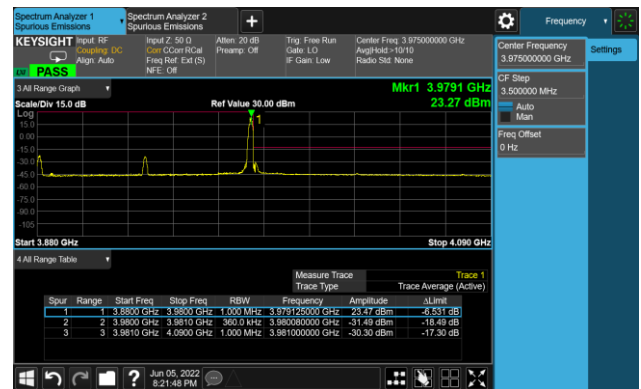 Spectrum Analyzer 1
Spurious Emissions
Spectrum Analyzer 2
Spurious Emissions
Frequency
KEYSIGHT
Input: RF
Coupling: DC
Align: Auto
Input Z: 50 Ω
Corr CCorr RCal
Freq Ref: Ext (S)
NFE: Off
Atten: 20 dB
Preamp: Off
Trig: Free Run
Gate: LO
IF Gain: Low
Center Freq: 3.975000000 GHz
Avg|Hold:>10/10
Radio Std: None
PASS
Center Frequency
3.975000000 GHz
Settings
CF Step
3.500000 MHz
Auto
Man
Freq Offset
0 Hz
3 All Range Graph
Mkr1 3.9791 GHz
Scale/Div 15.0 dB
Ref Value 30.00 dBm
23.27 dBm
Log
1
15.0
0.00
-15.0
-30.0
-45.0
-60.0
-75.0
-90.0
-105
Start 3.880 GHz
Stop 4.090 GHz
4 All Range Table
Measure Trace Trace 1
Trace Type Trace Average (Active)
Spur Range Start Freq Stop Freq RBW Frequency Amplitude ΔLimit
1 1 3.8800 GHz 3.9800 GHz 1.000 MHz 3.979125000 GHz 23.47 dBm -6.531 dB
2 2 3.9800 GHz 3.9810 GHz 360.0 kHz 3.980080000 GHz -31.49 dBm -18.49 dB
3 3 3.9810 GHz 4.0900 GHz 1.000 MHz 3.981000000 GHz -30.30 dBm -17.30 dB
?
Jun 05, 2022
8:21:48 PM